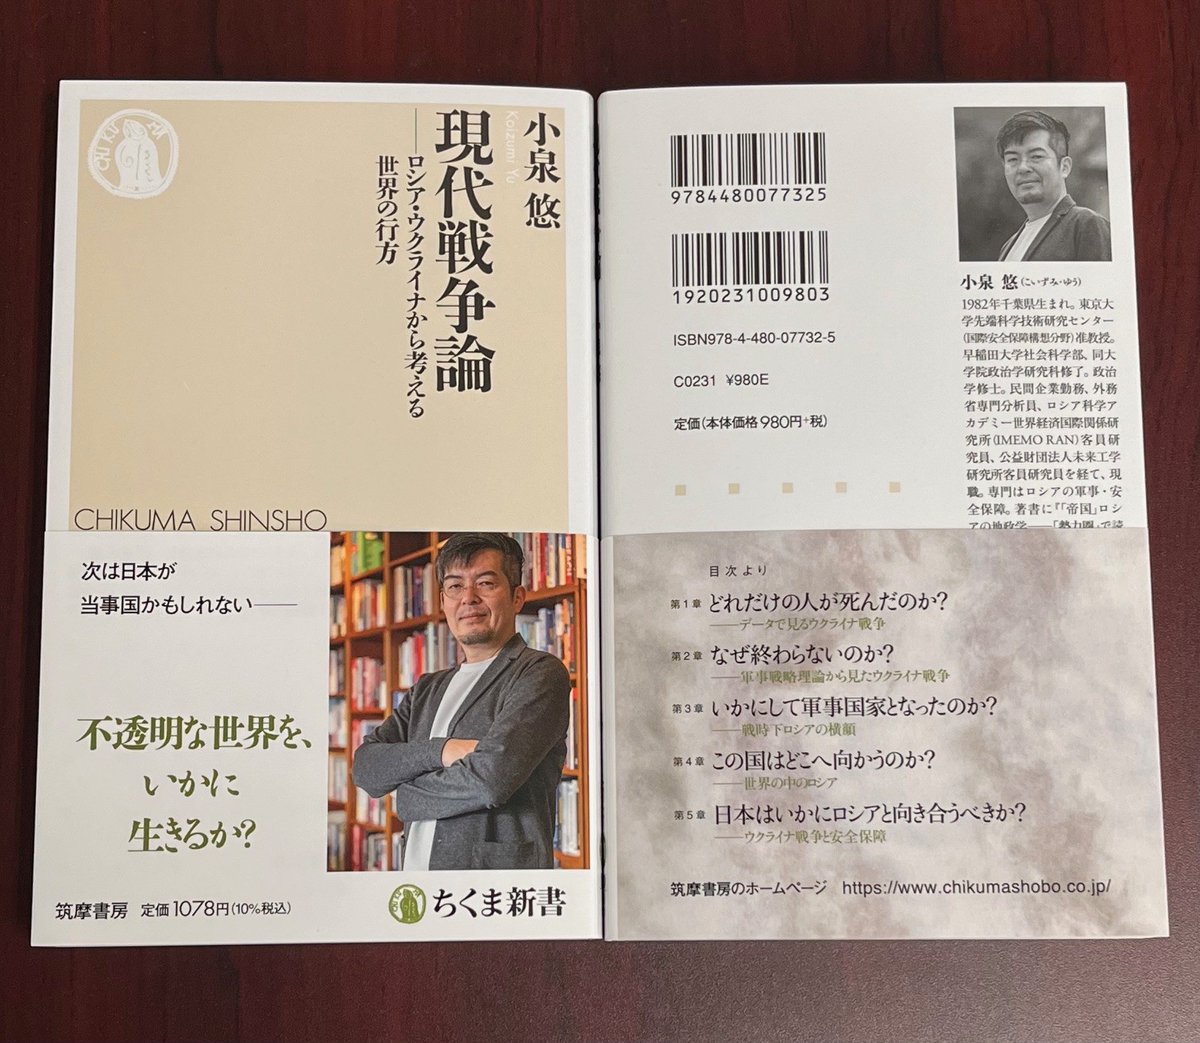 小泉 悠
Koizumi Yu
現代戦争論
──ロシア・ウクライナから考える
世界の行方
CHIKUMA SHINSHO
次は日本が
当事国かもしれない──
不透明な世界を、
いかに
生きるか?
筑摩書房 定価1078円(10%税込)
ちくま新書
9784480077325
1920231009803
ISBN978-4-480-07732-5
C0231 ¥980E
定価(本体価格980円+税)
小泉 悠(こいずみ・ゆう)
1982年千葉県生まれ。東京大
学先端科学技術研究センター
(国際安全保障構想分野)准教授。
早稲田大学社会科学部、同大
学院政治学研究科修了。政治
学修士。民間企業勤務、外務
省専門分析員、ロシア科学ア
カデミー世界経済国際関係研
究所(IMEMO RAN)客員研
究員、公益財団法人未来工学
研究所客員研究員を経て、現
職。専門はロシアの軍事・安
全保障。著書に『「帝国」ロシ
アの地政学──「勢力圏」で読
目次より
第1章 どれだけの人が死んだのか?
──データで見るウクライナ戦争
第2章 なぜ終わらないのか?
──軍事戦略理論から見たウクライナ戦争
第3章 いかにして軍事国家となったのか?
──戦時下ロシアの横顔
第4章 この国はどこへ向かうのか?
──世界の中のロシア
第5章 日本はいかにロシアと向き合うべきか?
──ウクライナ戦争と安全保障
筑摩書房のホームページ https://www.chikumashobo.co.jp/